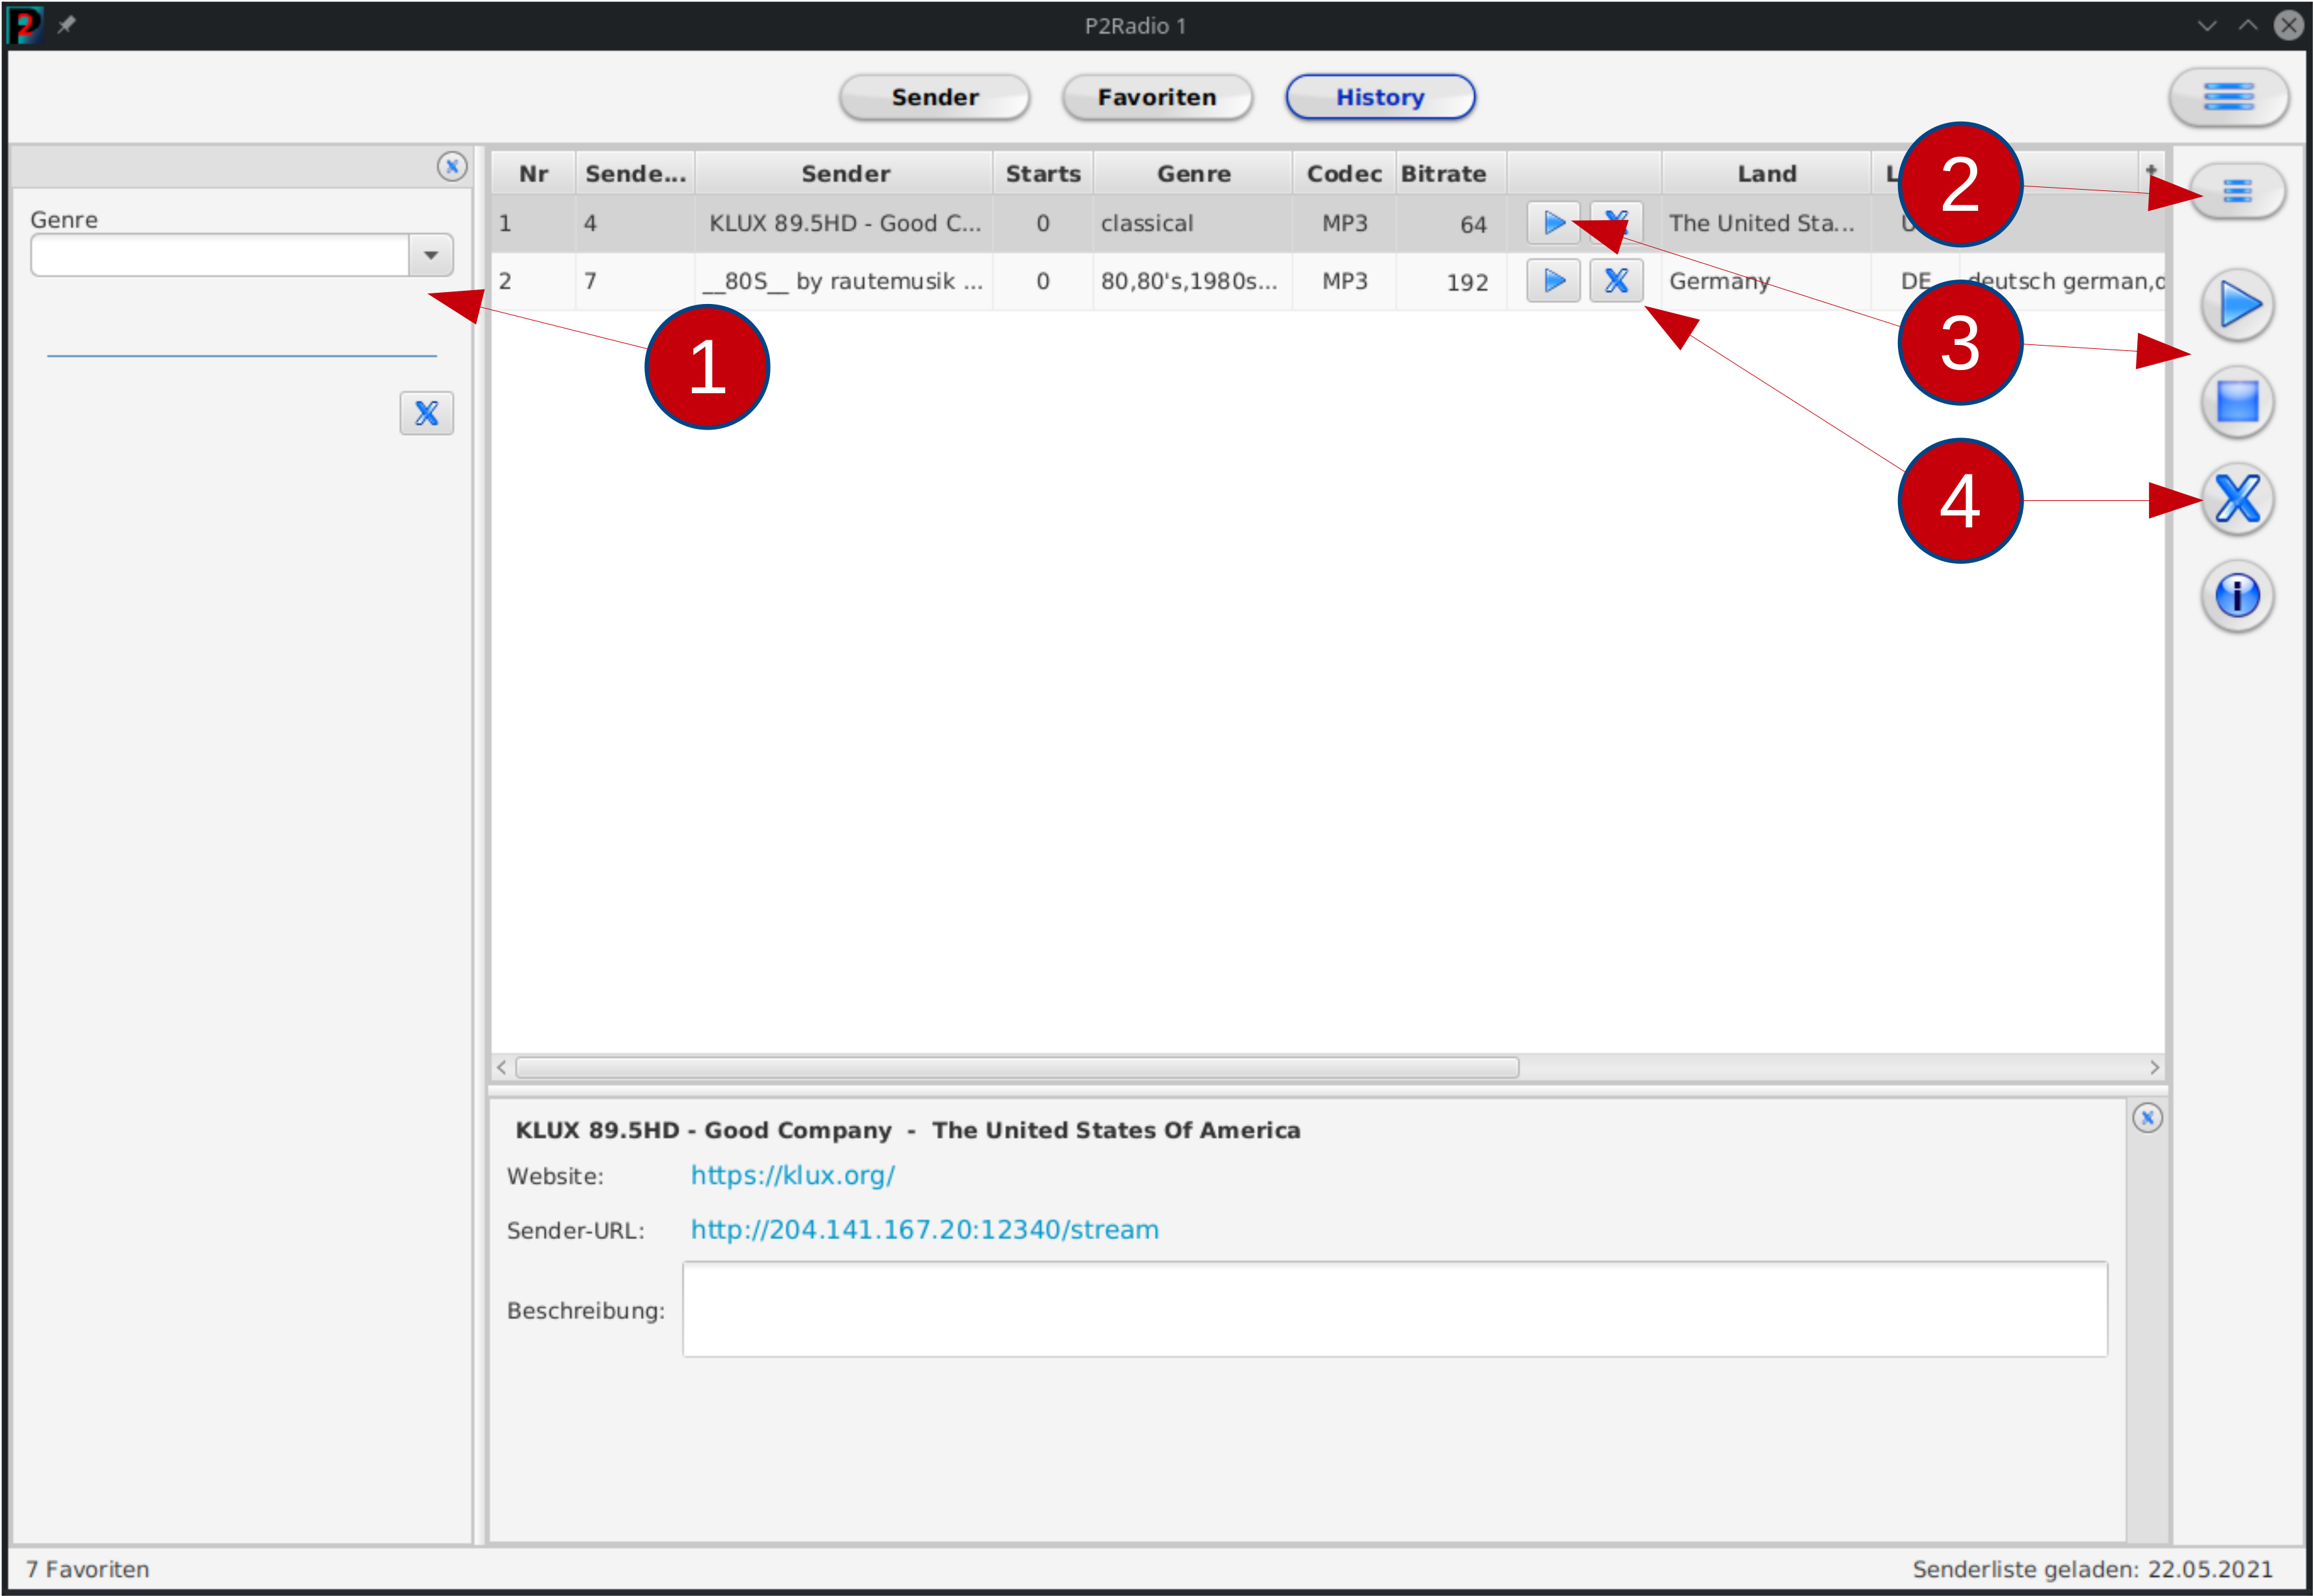 P2Radio 1
Sender Favoriten History
Genre
Nr Sende... Sender Starts Genre Codec Bitrate Land
1 4 KLUX 89.5HD - Good C... 0 classical MP3 64 The United Sta...
2 7 __80S__ by rautemusik ... 0 80,80's,1980s... MP3 192 Germany DE deutsch german,
1
2
3
4
KLUX 89.5HD - Good Company - The United States Of America
Website: https://klux.org/
Sender-URL: http://204.141.167.20:12340/stream
Beschreibung:
7 Favoriten
Senderliste geladen: 22.05.2021